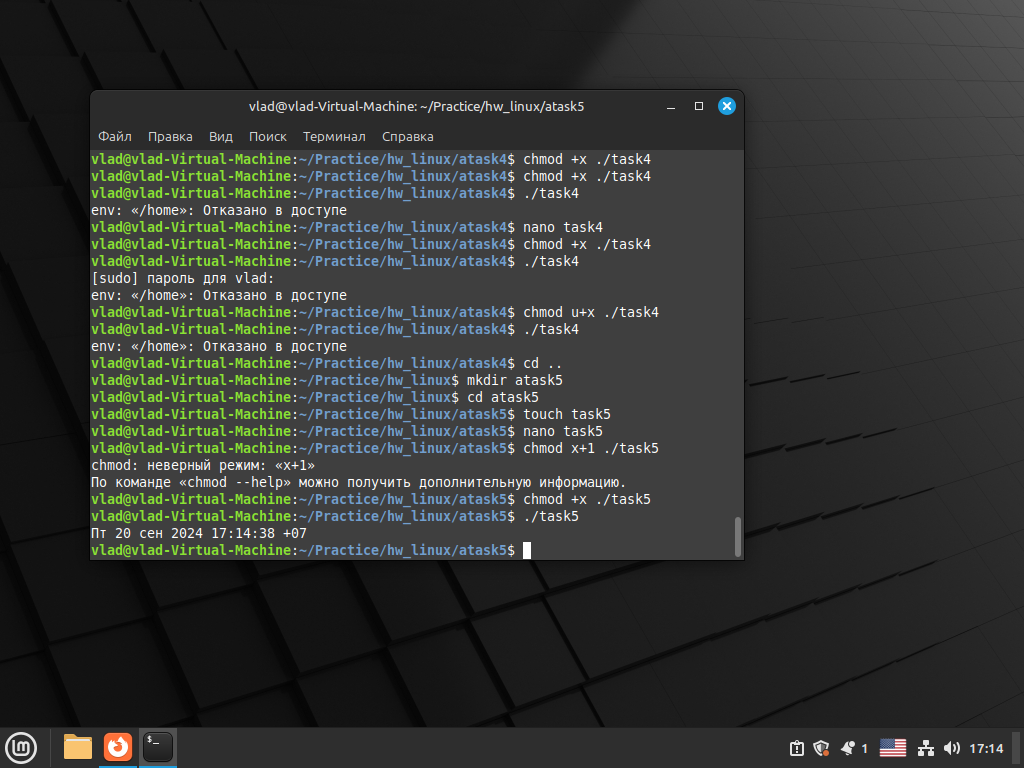 vlad@vlad-Virtual-Machine: ~/Practice/hw_linux/atask5
Файл Правка Вид Поиск Терминал Справка
vlad@vlad-Virtual-Machine:~/Practice/hw_linux/atask4$ chmod +x ./task4
vlad@vlad-Virtual-Machine:~/Practice/hw_linux/atask4$ chmod +x ./task4
vlad@vlad-Virtual-Machine:~/Practice/hw_linux/atask4$ ./task4
env: «/home»: Отказано в доступе
vlad@vlad-Virtual-Machine:~/Practice/hw_linux/atask4$ nano task4
vlad@vlad-Virtual-Machine:~/Practice/hw_linux/atask4$ chmod +x ./task4
vlad@vlad-Virtual-Machine:~/Practice/hw_linux/atask4$ ./task4
[sudo] пароль для vlad:
env: «/home»: Отказано в доступе
vlad@vlad-Virtual-Machine:~/Practice/hw_linux/atask4$ chmod u+x ./task4
vlad@vlad-Virtual-Machine:~/Practice/hw_linux/atask4$ ./task4
env: «/home»: Отказано в доступе
vlad@vlad-Virtual-Machine:~/Practice/hw_linux/atask4$ cd ..
vlad@vlad-Virtual-Machine:~/Practice/hw_linux$ mkdir atask5
vlad@vlad-Virtual-Machine:~/Practice/hw_linux$ cd atask5
vlad@vlad-Virtual-Machine:~/Practice/hw_linux/atask5$ touch task5
vlad@vlad-Virtual-Machine:~/Practice/hw_linux/atask5$ nano task5
vlad@vlad-Virtual-Machine:~/Practice/hw_linux/atask5$ chmod x+1 ./task5
chmod: неверный режим: «x+1»
По команде «chmod --help» можно получить дополнительную информацию.
vlad@vlad-Virtual-Machine:~/Practice/hw_linux/atask5$ chmod +x ./task5
vlad@vlad-Virtual-Machine:~/Practice/hw_linux/atask5$ ./task5
Пт 20 сен 2024 17:14:38 +07
vlad@vlad-Virtual-Machine:~/Practice/hw_linux/atask5$
1 17:14